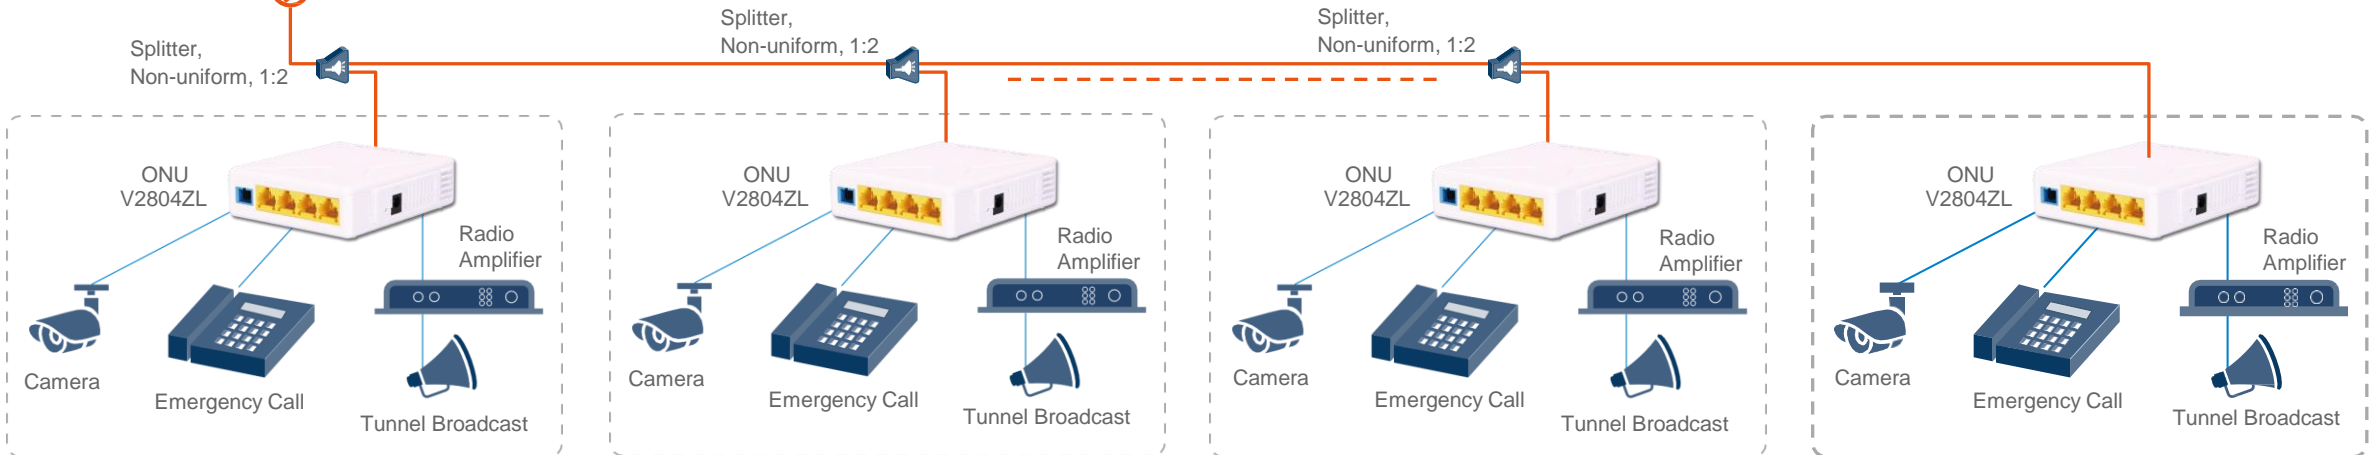 Splitter,
Non-uniform, 1:2
Splitter,
Non-uniform, 1:2
Splitter,
Non-uniform, 1:2
ONU
V2804ZL
Radio
Amplifier
Camera
Emergency Call
Tunnel Broadcast
ONU
V2804ZL
Radio
Amplifier
Camera
Emergency Call
Tunnel Broadcast
ONU
V2804ZL
Radio
Amplifier
Camera
Emergency Call
Tunnel Broadcast
ONU
V2804ZL
Radio
Amplifier
Camera
Emergency Call
Tunnel Broadcast